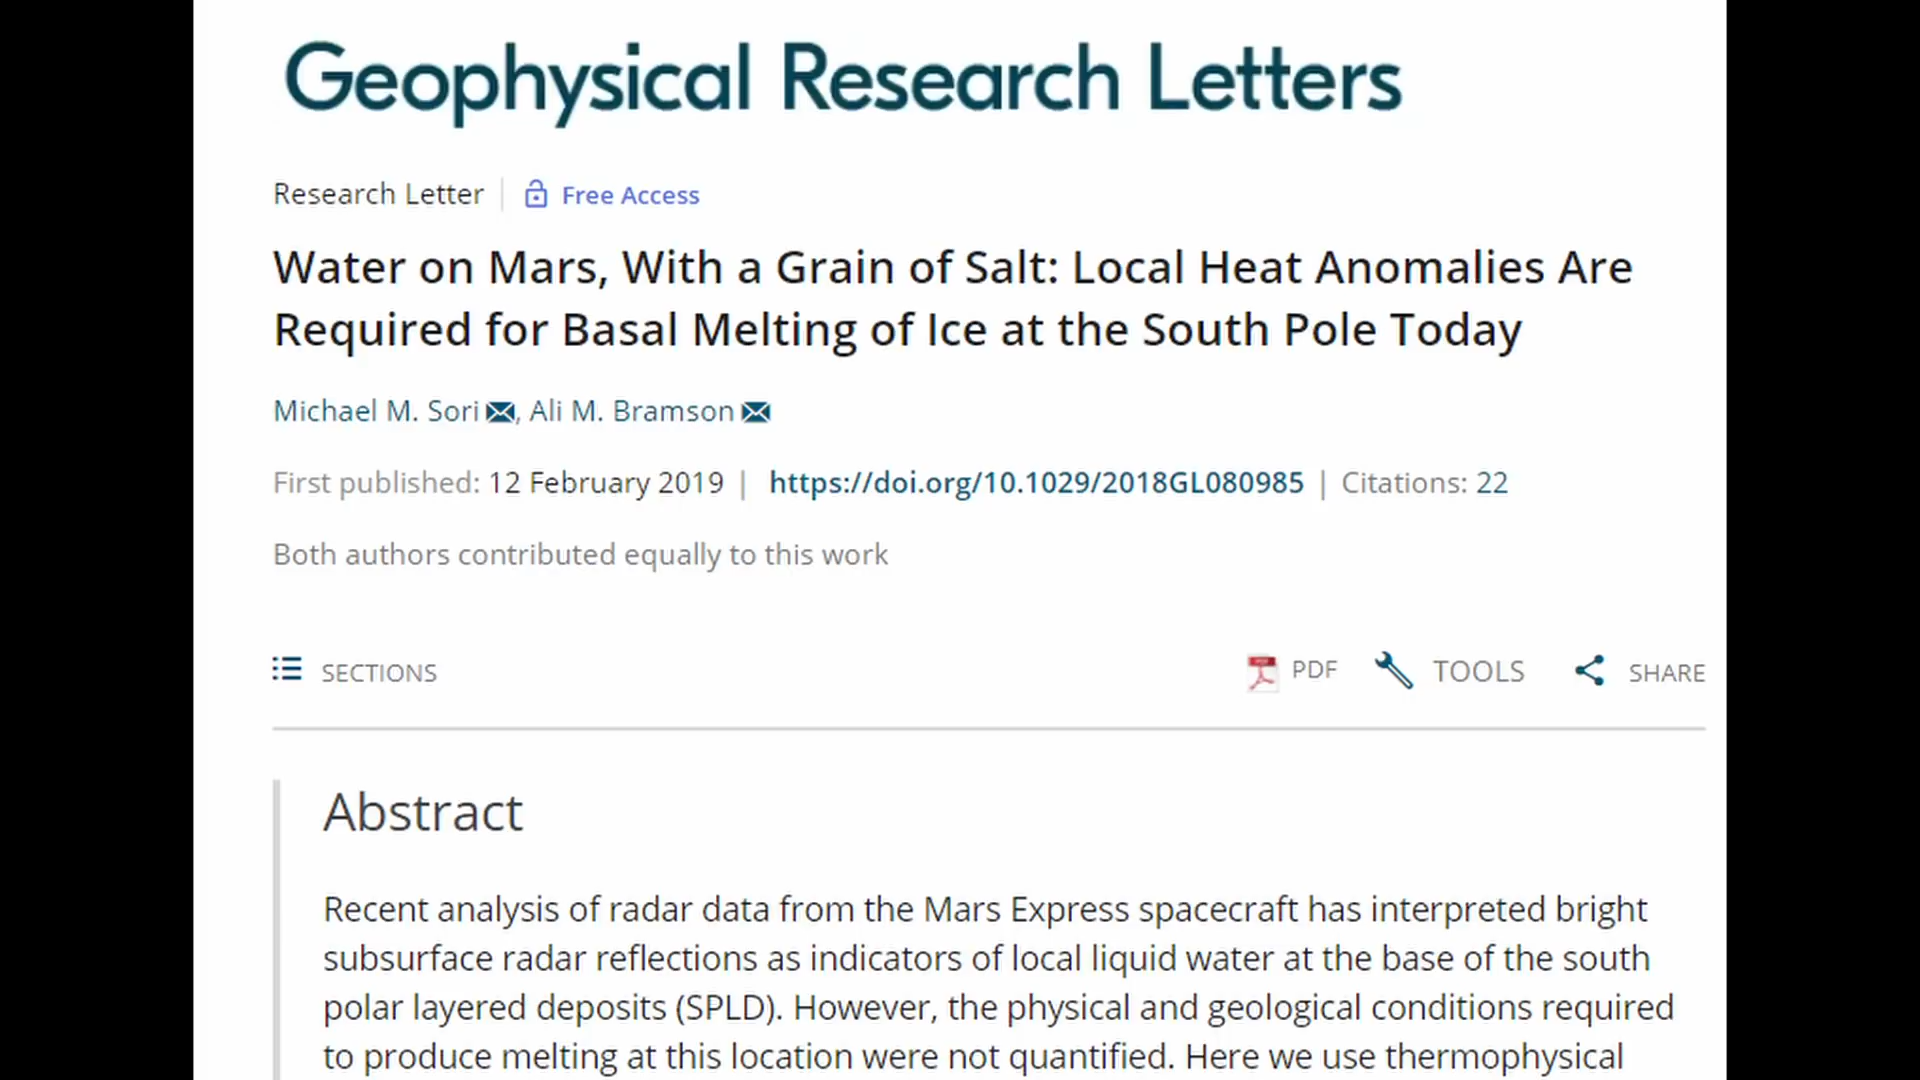 Geophysical Research Letters
Research Letter | Free Access
Water on Mars, With a Grain of Salt: Local Heat Anomalies Are
Required for Basal Melting of Ice at the South Pole Today
Michael M. Sori, Ali M. Bramson
First published: 12 February 2019 | https://doi.org/10.1029/2018GL080985 | Citations: 22
Both authors contributed equally to this work
SECTIONS PDF TOOLS SHARE
Abstract
Recent analysis of radar data from the Mars Express spacecraft has interpreted bright
subsurface radar reflections as indicators of local liquid water at the base of the south
polar layered deposits (SPLD). However, the physical and geological conditions required
to produce melting at this location were not quantified. Here we use thermophysical